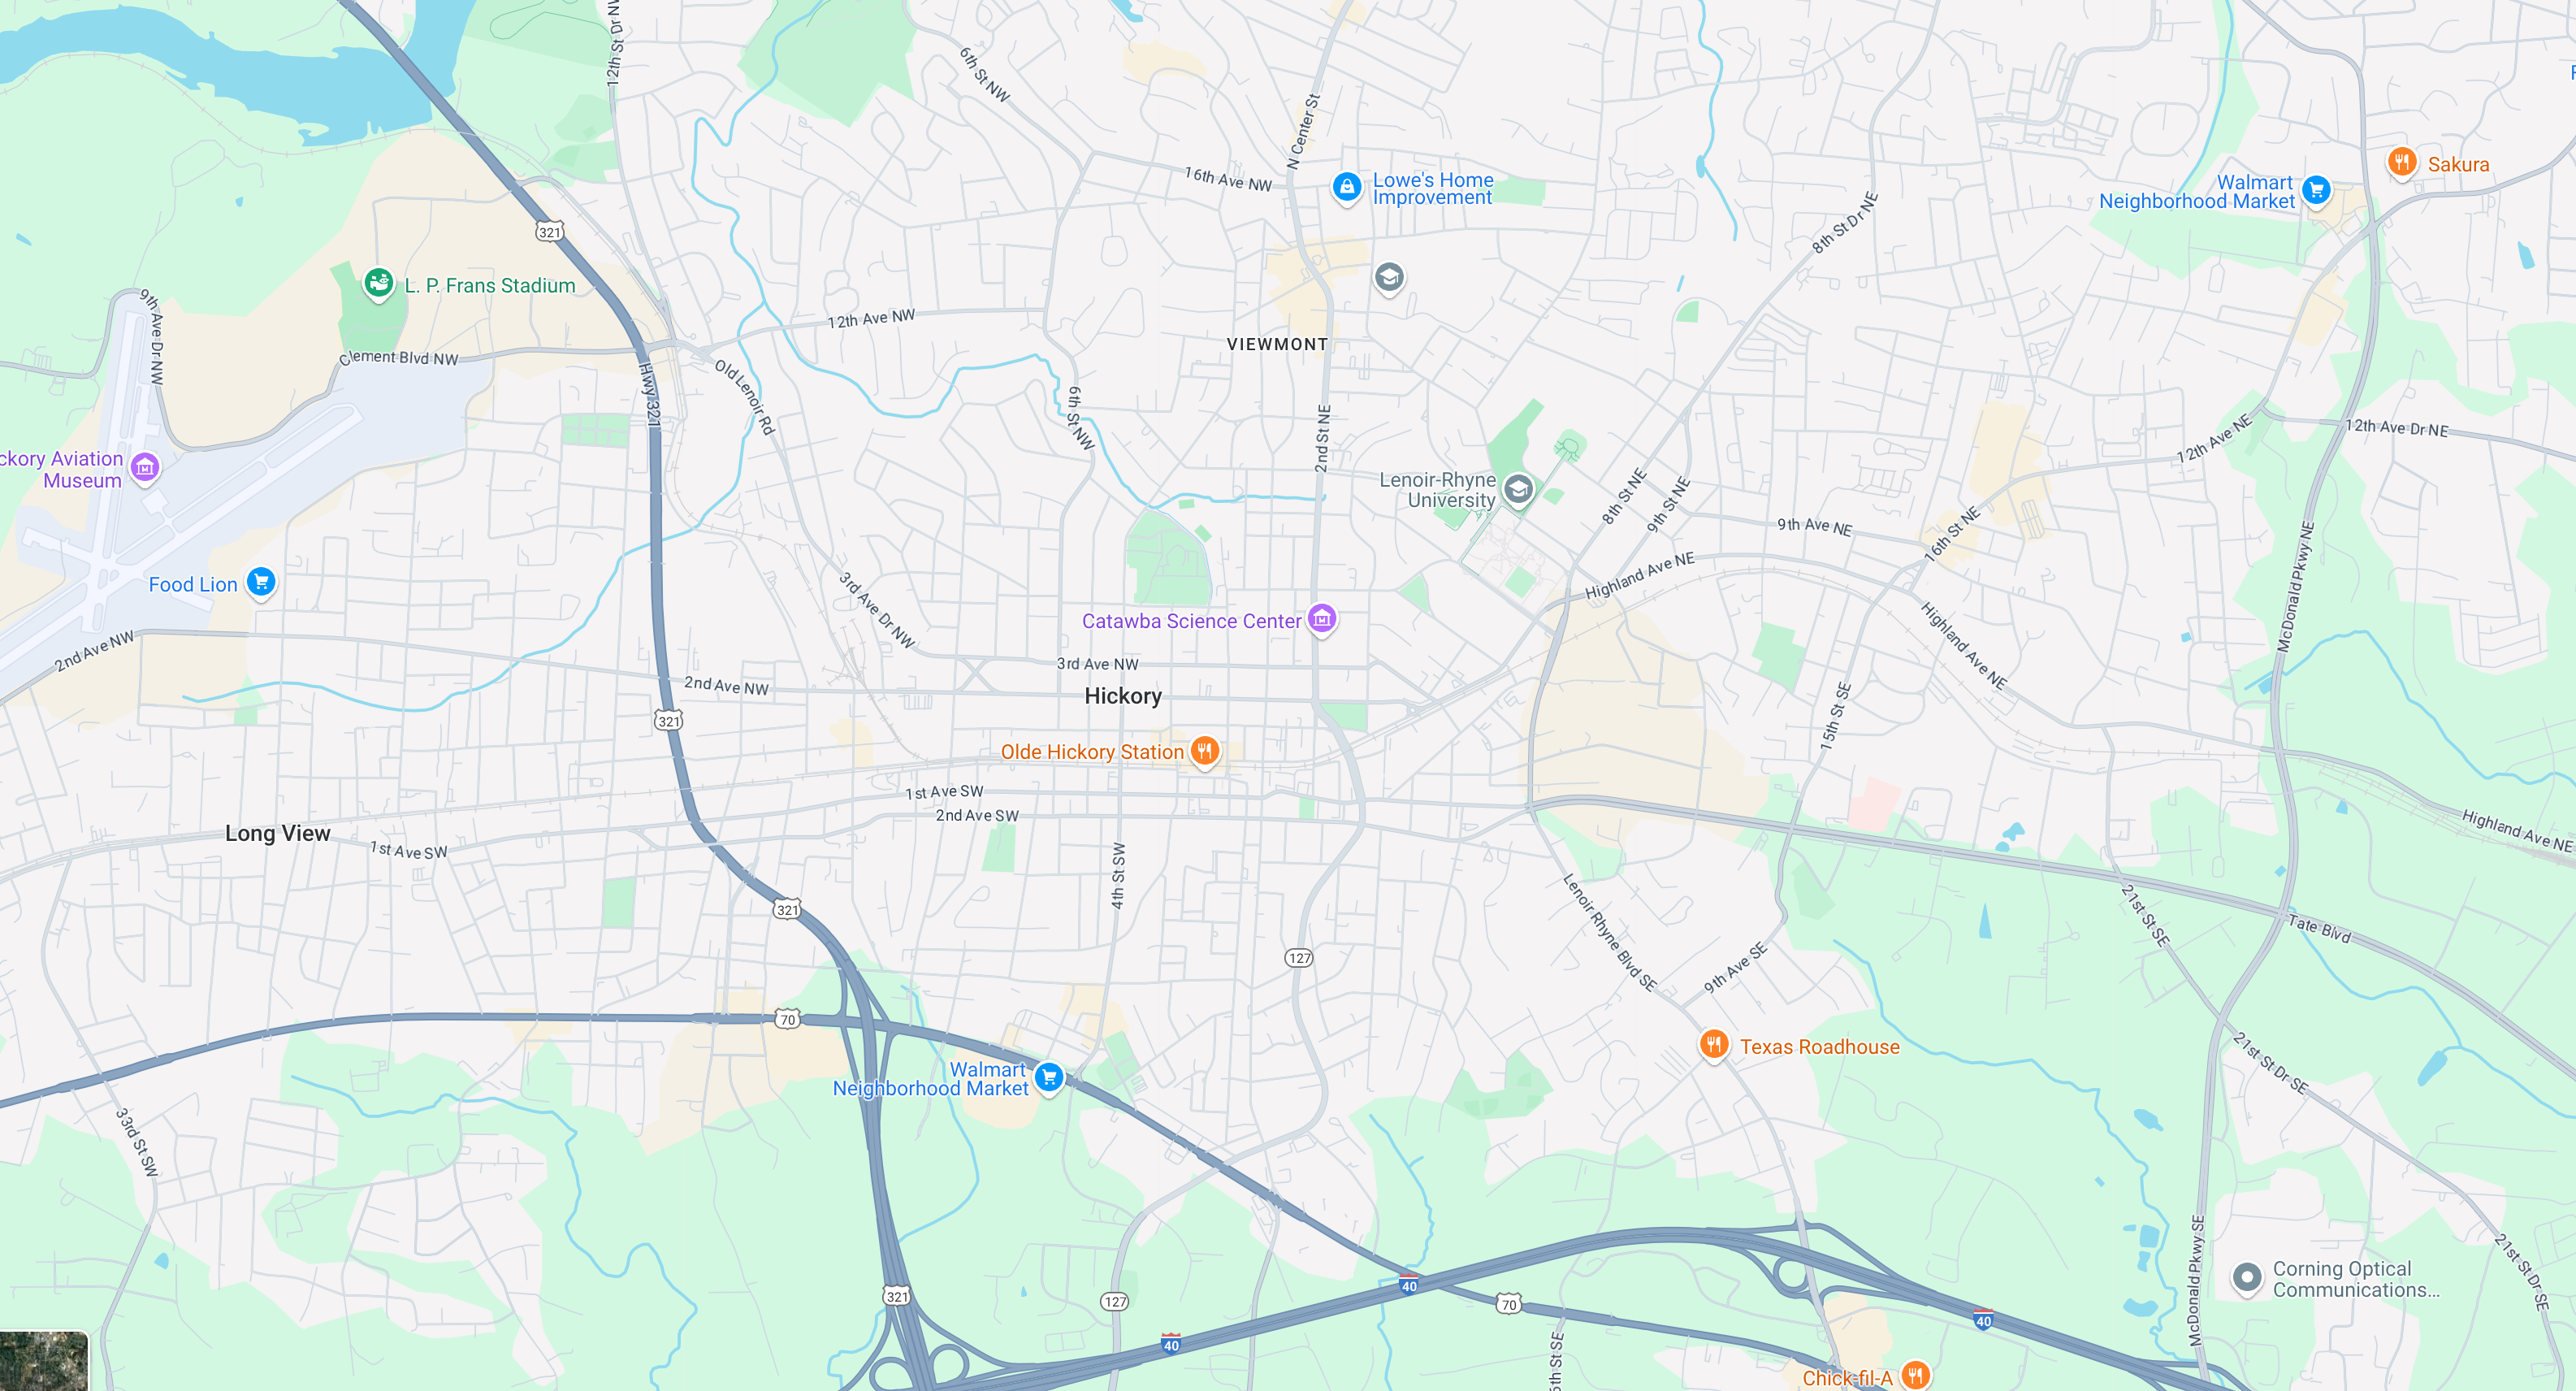 12th St Dr NW
6th St NW
N Center St
16th Ave NW
Lowe's Home
Improvement
Sakura
Walmart
Neighborhood Market
321
8th St Dr NE
L. P. Frans Stadium
9th Ave Dr NW
12th Ave NW
VIEWMONT
Clement Blvd NW
Hwy 321
Old Lenoir Rd
6th St NW
2nd St NE
12th Ave NE
12th Ave Dr NE
ckory Aviation
Museum
Lenoir-Rhyne
University
8th St NE
9th St NE
9th Ave NE
16th St NE
McDonald Pkwy NE
Food Lion
3rd Ave Dr NW
Highland Ave NE
Catawba Science Center
Highland Ave NE
2nd Ave NW
3rd Ave NW
2nd Ave NW
Hickory
321
15th St SE
Olde Hickory Station
1st Ave SW
2nd Ave SW
Long View
1st Ave SW
Highland Ave NE
4th St SW
321
Lenoir Rhyne Blvd SE
21st St SE
Tate Blvd
127
9th Ave SE
70
Texas Roadhouse
Walmart
Neighborhood Market
21st St Dr SE
33rd St SW
McDonald Pkwy SE
21st St Dr SE
Corning Optical
Communications...
321
127
40
70
40
40
5th St SE
Chick-fil-A